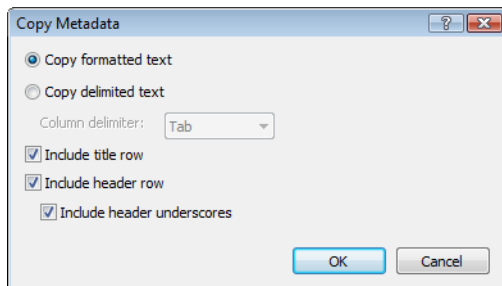 Copy Metadata
Copy formatted text
Copy delimited text
Column delimiter: Tab
Include title row
Include header row
Include header underscores
OK Cancel